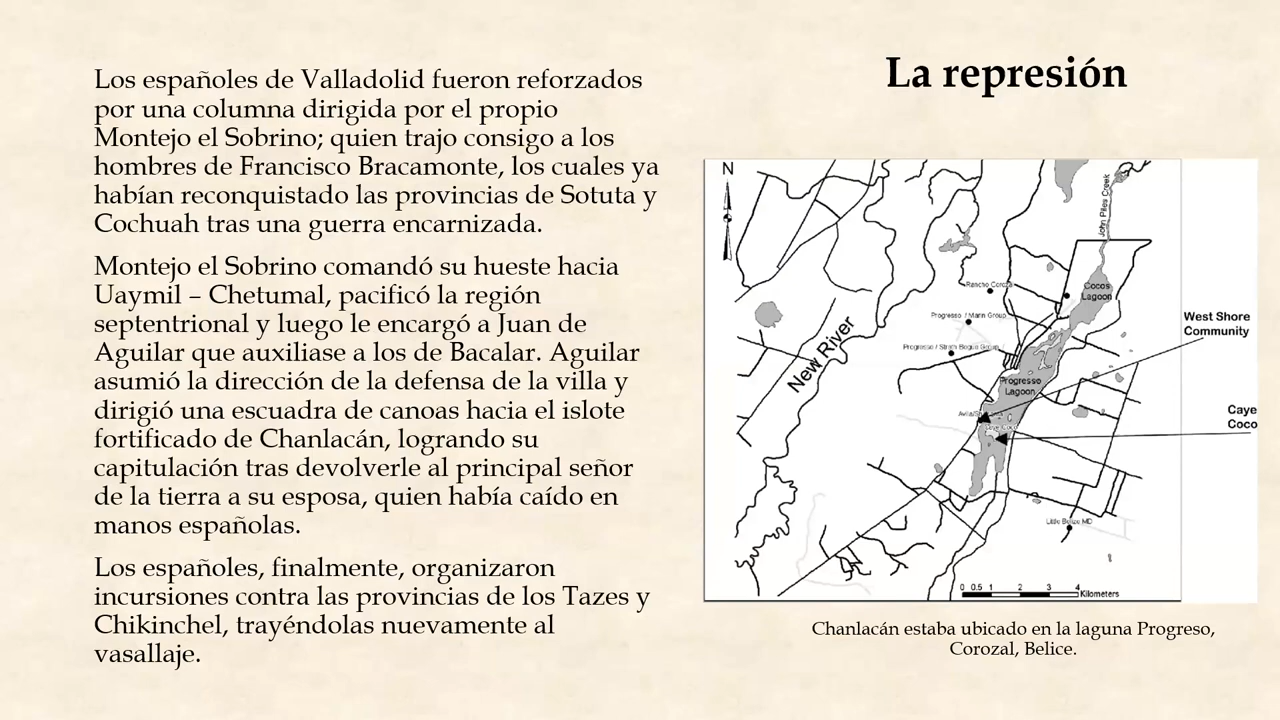 La represión
Los españoles de Valladolid fueron reforzados
por una columna dirigida por el propio
Montejo el Sobrino; quien trajo consigo a los
hombres de Francisco Bracamonte, los cuales ya
habían reconquistado las provincias de Sotuta y
Cochuah tras una guerra encarnizada.
Montejo el Sobrino comandó su hueste hacia
Uaymil – Chetumal, pacificó la región
septentrional y luego le encargó a Juan de
Aguilar que auxiliase a los de Bacalar. Aguilar
asumió la dirección de la defensa de la villa y
dirigió una escuadra de canoas hacia el islote
fortificado de Chanlacán, logrando su
capitulación tras devolverle al principal señor
de la tierra a su esposa, quien había caído en
manos españolas.
Los españoles, finalmente, organizaron
incursiones contra las provincias de los Tazes y
Chikinchel, trayéndolas nuevamente al
vasallaje.
N
John Piles Creek
Rancho Corozal
Cocos
Lagoon
Progresso / Marin Group
West Shore
Community
New River
Progresso / Group
Progresso
Lagoon
Caye
Coco
Caye Coco
Little Belize MD
0 0.5 1 2 3 4
Kilometers
Chanlacán estaba ubicado en la laguna Progreso,
Corozal, Belice.